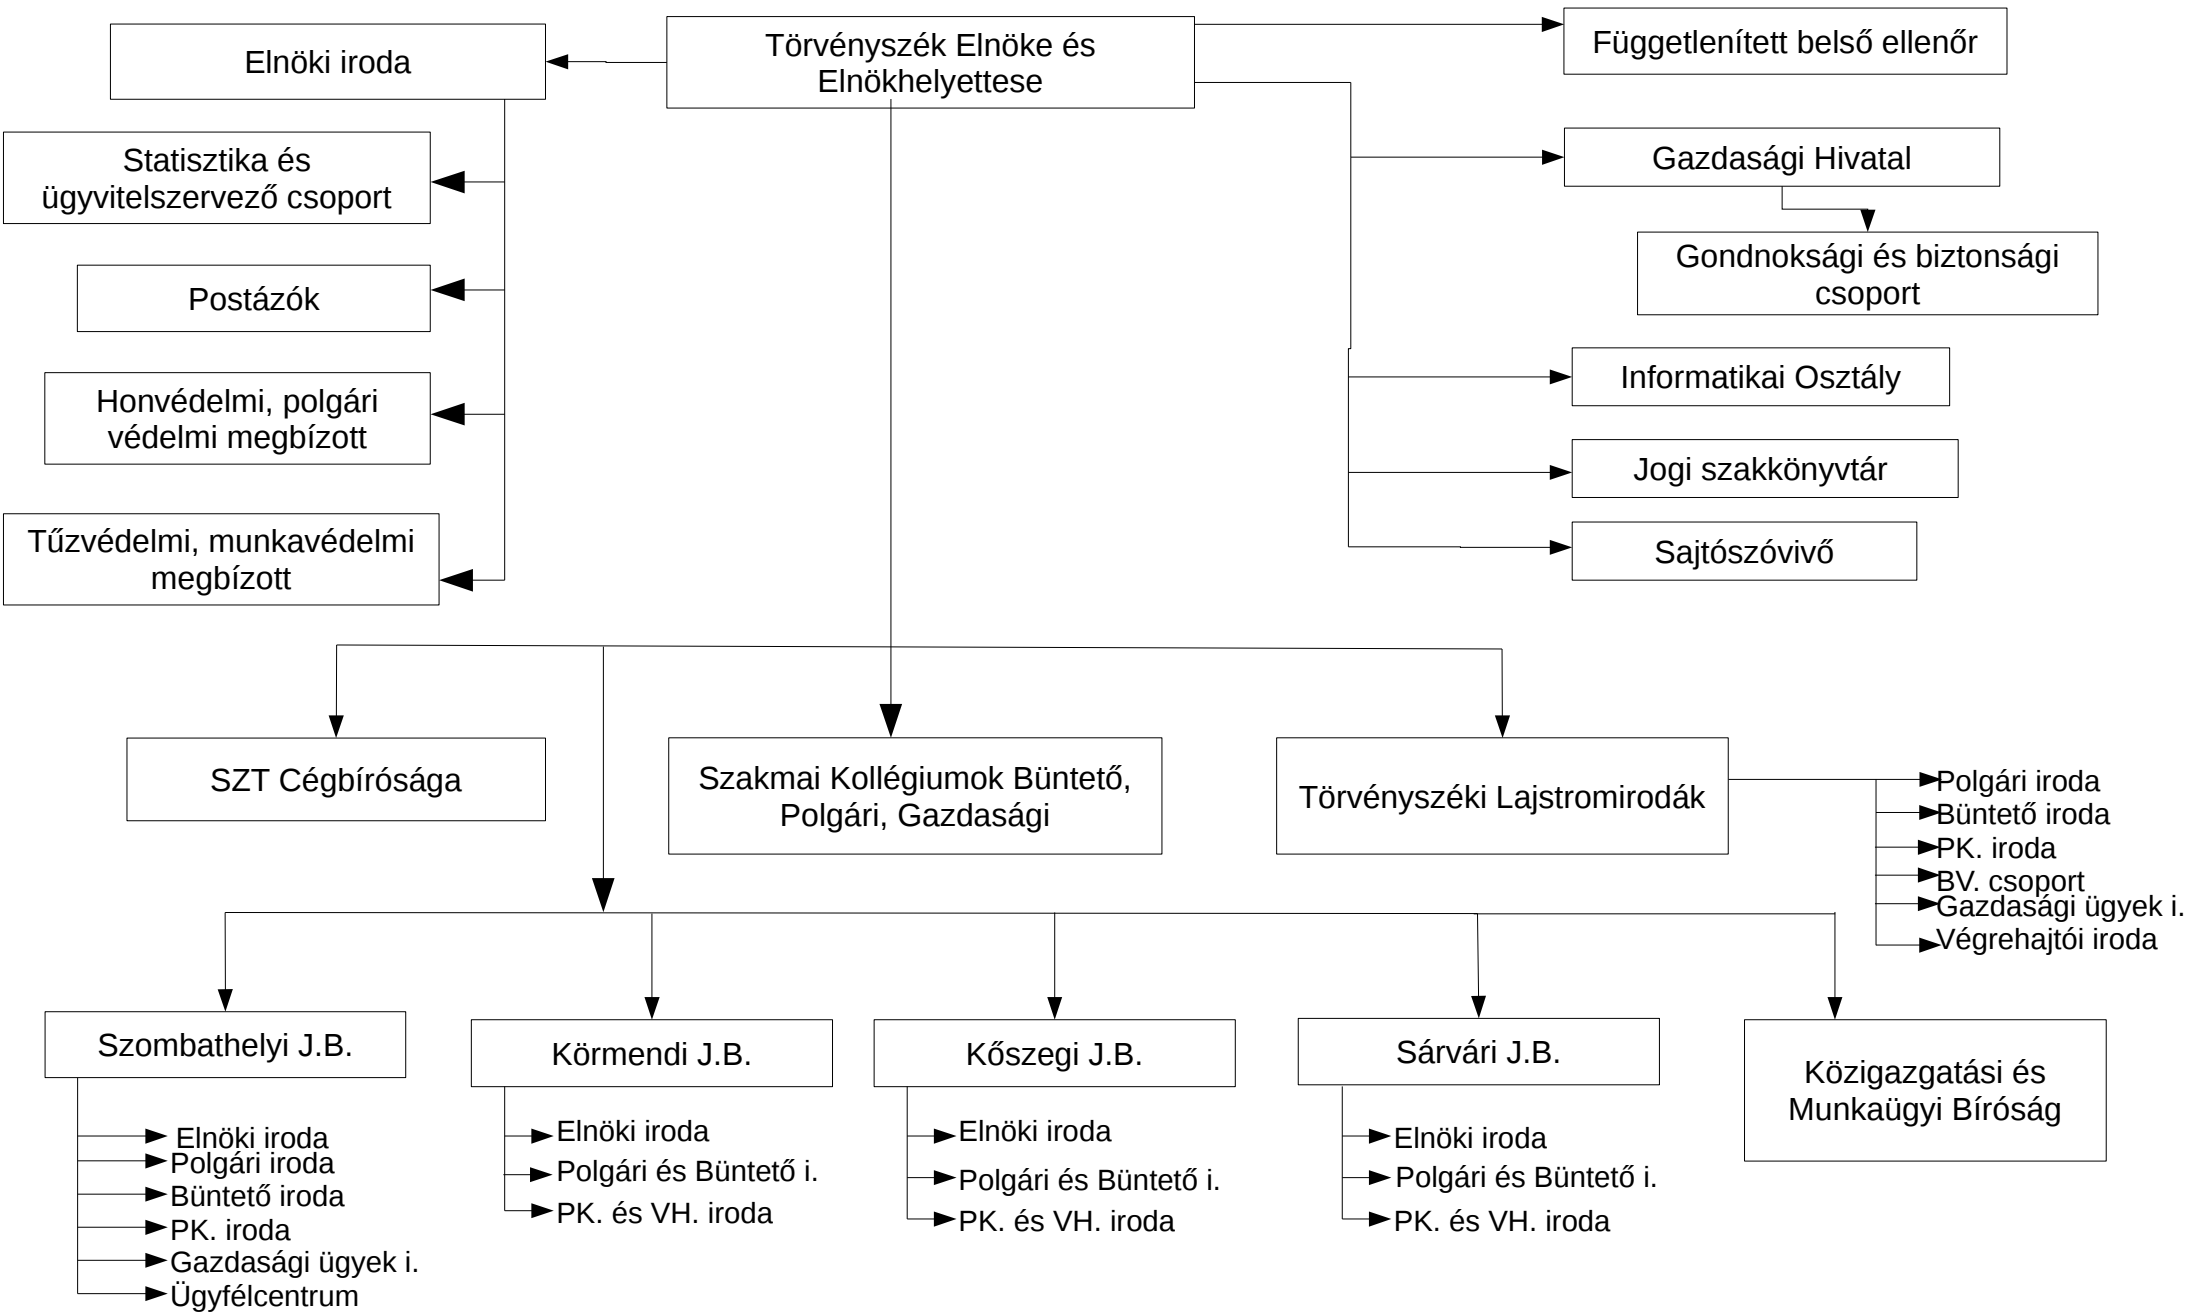 Elnöki iroda
Törvényszék Elnöke és
Elnökhelyettese
Függetlenített belső ellenőr
Statisztika és
ügyvitelszervező csoport
Postázók
Honvédelmi, polgári
védelmi megbízott
Tűzvédelmi, munkavédelmi
megbízott
Gazdasági Hivatal
Gondnoksági és biztonsági
csoport
Informatikai Osztály
Jogi szakkönyvtár
Sajtószóvivő
SZT Cégbírósága
Szakmai Kollégiumok Büntető,
Polgári, Gazdasági
Törvényszéki Lajstromirodák
Polgári iroda
Büntető iroda
PK. iroda
BV. csoport
Gazdasági ügyek i.
Végrehajtói iroda
Szombathelyi J.B.
Elnöki iroda
Polgári iroda
Büntető iroda
PK. iroda
Gazdasági ügyek i.
Ügyfélcentrum
Körmendi J.B.
Elnöki iroda
Polgári és Büntető i.
PK. és VH. iroda
Kőszegi J.B.
Elnöki iroda
Polgári és Büntető i.
PK. és VH. iroda
Sárvári J.B.
Elnöki iroda
Polgári és Büntető i.
PK. és VH. iroda
Közigazgatási és
Munkaügyi Bíróság